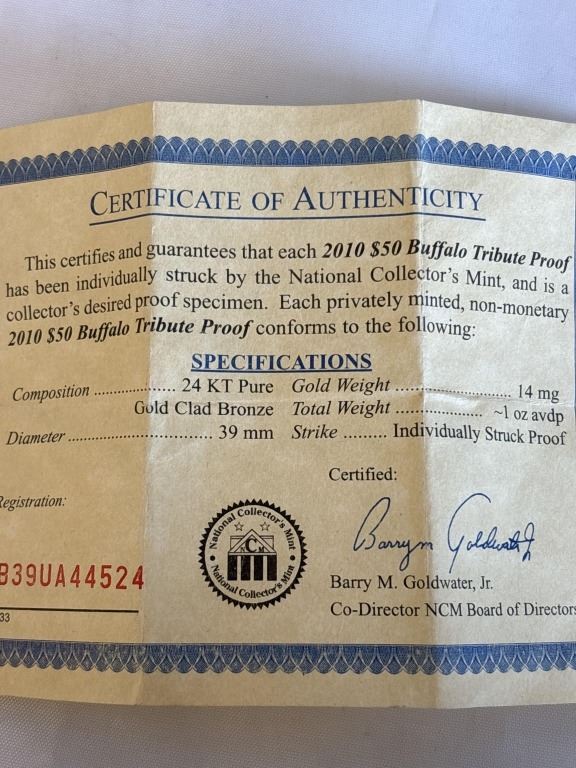 CERTIFICATE OF AUTHENTICITY
This certifies and guarantees that each 2010 $50 Buffalo Tribute Proof
has been individually struck by the National Collector's Mint, and is a
collector's desired proof specimen. Each privately minted, non-monetary
2010 $50 Buffalo Tribute Proof conforms to the following:
SPECIFICATIONS
Composition .................. 24 KT Pure
Gold Clad Bronze
Diameter ................................ 39 mm
Gold Weight ........................... 14 mg
Total Weight .................... ~1 oz avdp
Strike ......... Individually Struck Proof
Certified:
Registration:
B39UA44524
33
National Collector's Mint
NCM
National Collector's Mint
Barry M Goldwater Jr
Barry M. Goldwater, Jr.
Co-Director NCM Board of Directors